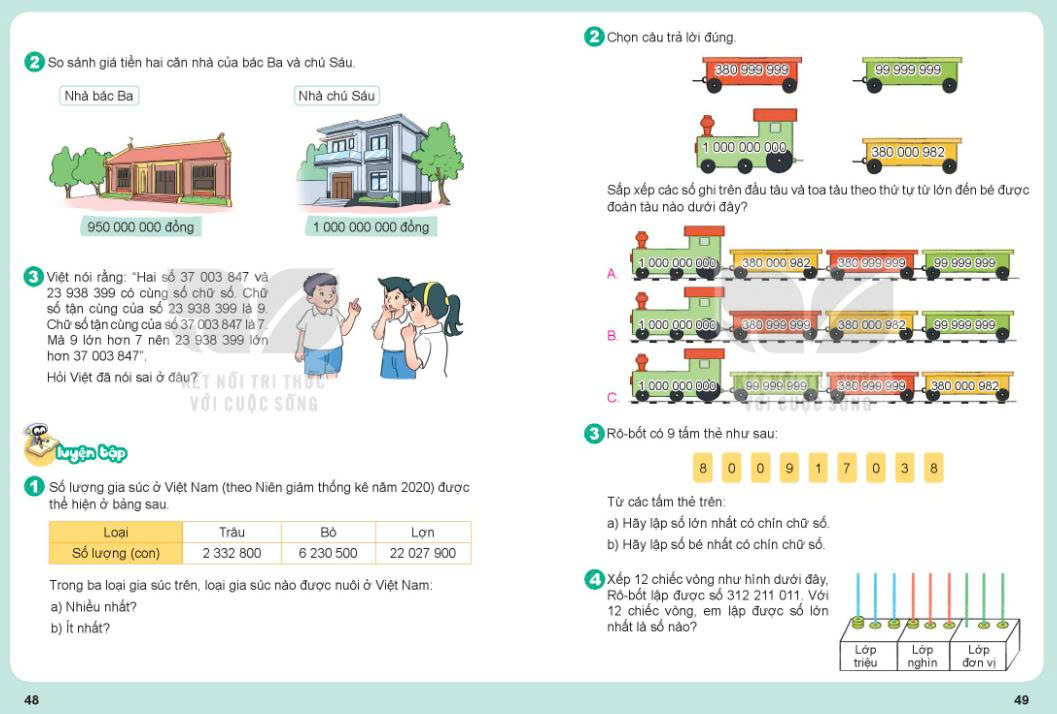 2 So sánh giá tiền hai căn nhà của bác Ba và chú Sáu.
Nhà bác Ba
Nhà chú Sáu
950 000 000 đồng
1 000 000 000 đồng
3 Việt nói rằng: “Hai số 37 003 847 và
23 938 399 có cùng số chữ số. Chữ
số tận cùng của số 23 938 399 là 9.
Chữ số tận cùng của số 37 003 847 là 7.
Mà 9 lớn hơn 7 nên 23 938 399 lớn
hơn 37 003 847”.
Hỏi Việt đã nói sai ở đâu?
KẾT NỐI TRI THỨC
VỚI CUỘC SỐNG
Luyện tập
1 Số lượng gia súc ở Việt Nam (theo Niên giám thống kê năm 2020) được
thể hiện ở bảng sau.
Loại Trâu Bò Lợn
Số lượng (con) 2 332 800 6 230 500 22 027 900
Trong ba loại gia súc trên, loại gia súc nào được nuôi ở Việt Nam:
a) Nhiều nhất?
b) Ít nhất?
48
2 Chọn câu trả lời đúng.
380 999 999
99 999 999
1 000 000 000
380 000 982
Sắp xếp các số ghi trên đầu tàu và toa tàu theo thứ tự từ lớn đến bé được
đoàn tàu nào dưới đây?
A. 1 000 000 000 380 000 982 380 999 999 99 999 999
B. 1 000 000 000 380 999 999 380 000 982 99 999 999
C. 1 000 000 000 99 999 999 380 999 999 380 000 982
KẾT NỐI TRI THỨC
VỚI CUỘC SỐNG
3 Rô-bốt có 9 tấm thẻ như sau:
8 0 0 9 1 7 0 3 8
Từ các tấm thẻ trên:
a) Hãy lập số lớn nhất có chín chữ số.
b) Hãy lập số bé nhất có chín chữ số.
4 Xếp 12 chiếc vòng như hình dưới đây,
Rô-bốt lập được số 312 211 011. Với
12 chiếc vòng, em lập được số lớn
nhất là số nào?
Lớp
triệu
Lớp
nghìn
Lớp
đơn vị
49